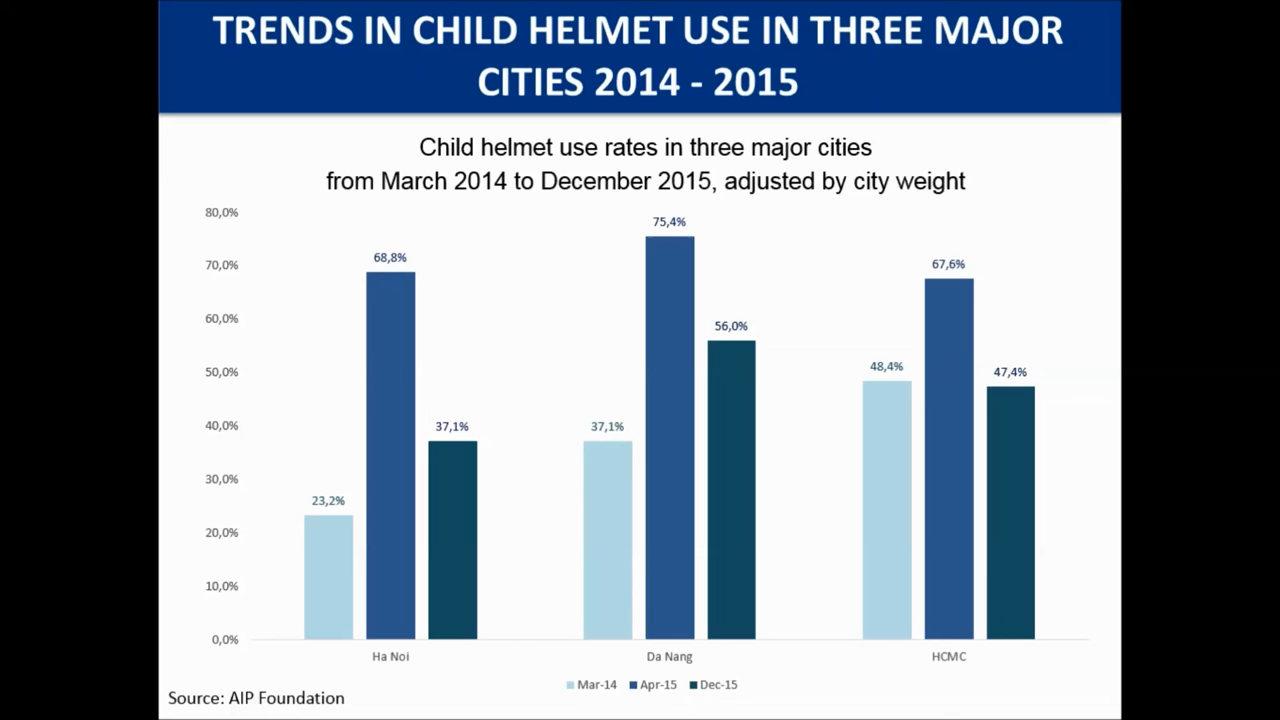 TRENDS IN CHILD HELMET USE IN THREE MAJOR
CITIES 2014 - 2015
Child helmet use rates in three major cities
from March 2014 to December 2015, adjusted by city weight
80,0%
70,0%
60,0%
50,0%
40,0%
30,0%
20,0%
10,0%
0,0%
23,2%
68,8%
37,1%
37,1%
75,4%
56,0%
48,4%
67,6%
47,4%
Ha Noi
Da Nang
HCMC
Mar-14 Apr-15 Dec-15
Source: AIP Foundation